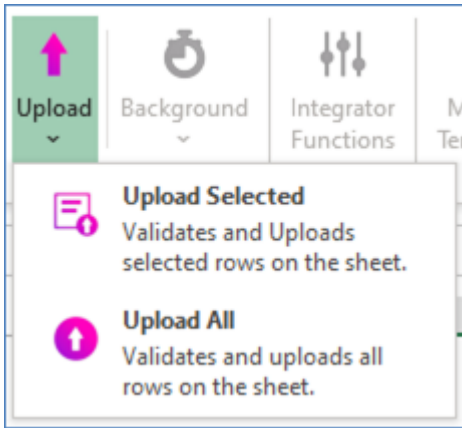 Upload
Background
Integrator
Functions
Upload Selected
Validates and Uploads
selected rows on the sheet.
Upload All
Validates and uploads all
rows on the sheet.